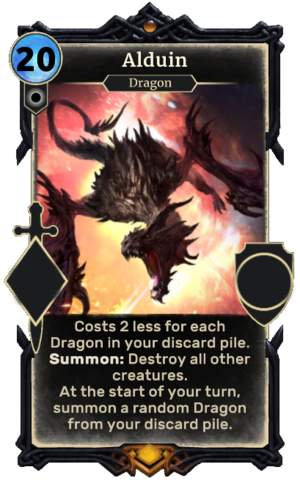 20
Alduin
Dragon
Costs 2 less for each
Dragon in your discard pile.
Summon: Destroy all other
creatures.
At the start of your turn,
summon a random Dragon
from your discard pile.